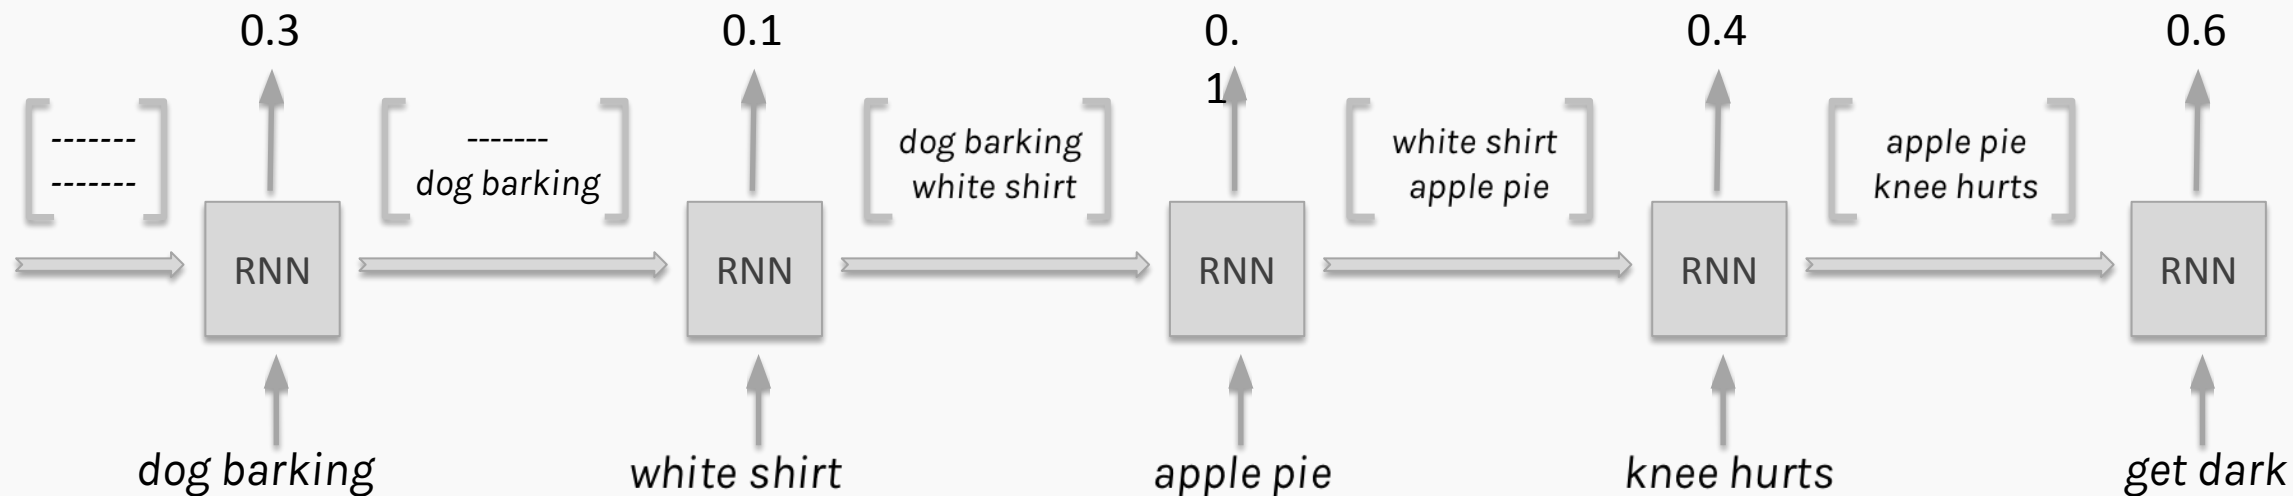 0.3
0.1
0.
1
0.4
0.6
-------
-------
-------
dog barking
dog barking
white shirt
white shirt
apple pie
apple pie
knee hurts
RNN
RNN
RNN
RNN
RNN
dog barking
white shirt
apple pie
knee hurts
get dark